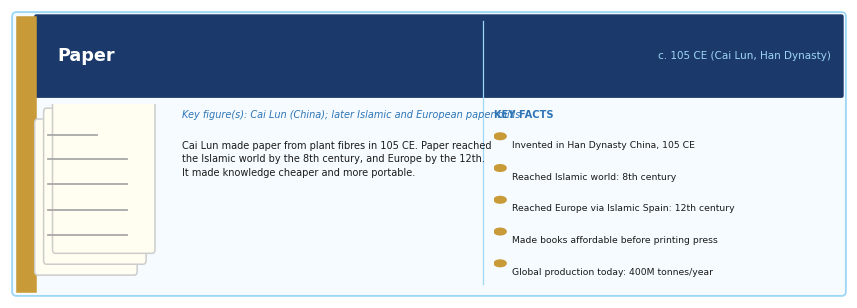 Paper
c. 105 CE (Cai Lun, Han Dynasty)
Key figure(s): Cai Lun (China); later Islamic and European
Cai Lun made paper from plant fibres in 105 CE. Paper reached
the Islamic world by the 8th century, and Europe by the 12th.
It made knowledge cheaper and more portable.
KEY FACTS
Invented in Han Dynasty China, 105 CE
Reached Islamic world: 8th century
Reached Europe via Islamic Spain: 12th century
Made books affordable before printing press
Global production today: 400M tonnes/year